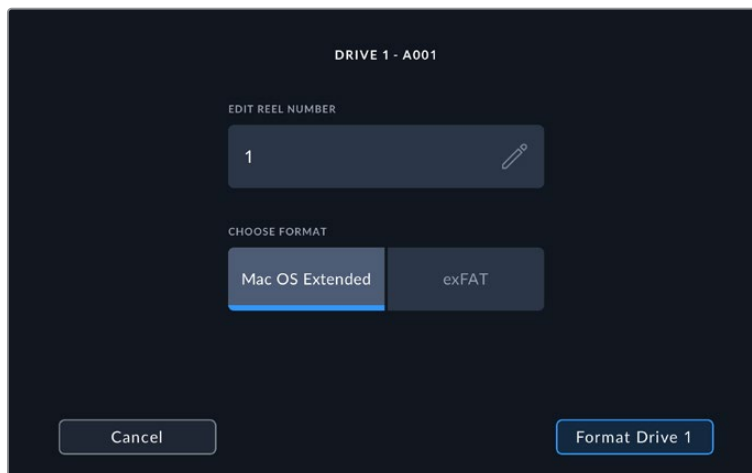 DRIVE 1 - A001
EDIT REEL NUMBER
1
CHOOSE FORMAT
Mac OS Extended exFAT
Cancel Format Drive 1